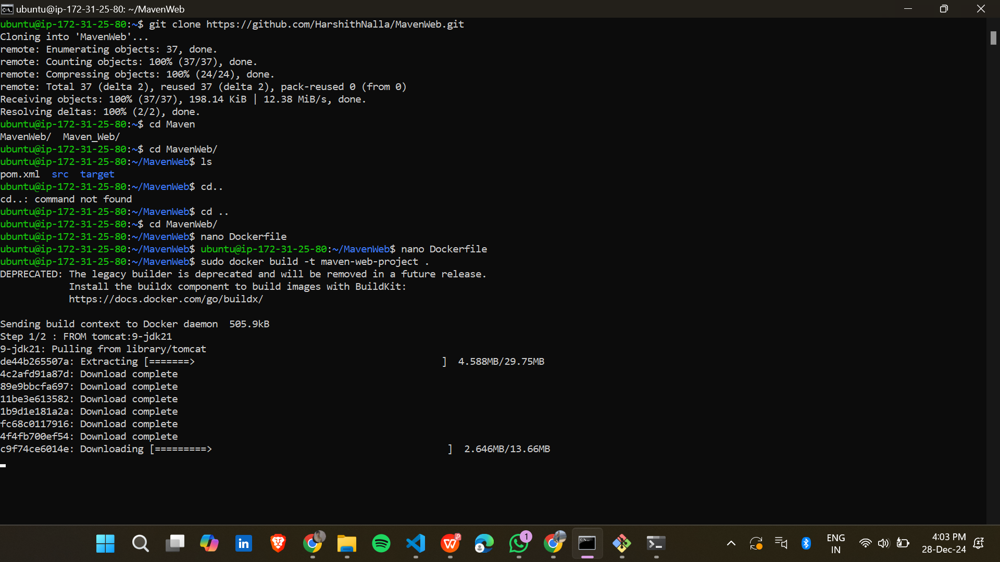 ubuntu@ip-172-31-25-80: ~/MavenWeb
ubuntu@ip-172-31-25-80:~$ git clone https://github.com/HarshithNalla/MavenWeb.git
Cloning into 'MavenWeb'...
remote: Enumerating objects: 37, done.
remote: Counting objects: 100% (37/37), done.
remote: Compressing objects: 100% (24/24), done.
remote: Total 37 (delta 2), reused 37 (delta 2), pack-reused 0 (from 0)
Receiving objects: 100% (37/37), 198.14 KiB | 12.38 MiB/s, done.
Resolving deltas: 100% (2/2), done.
ubuntu@ip-172-31-25-80:~$ cd Maven
MavenWeb/  Maven_Web/
ubuntu@ip-172-31-25-80:~$ cd MavenWeb/
ubuntu@ip-172-31-25-80:~/MavenWeb$ ls
pom.xml  src  target
ubuntu@ip-172-31-25-80:~/MavenWeb$ cd..
cd..: command not found
ubuntu@ip-172-31-25-80:~/MavenWeb$ cd ..
ubuntu@ip-172-31-25-80:~$ cd MavenWeb/
ubuntu@ip-172-31-25-80:~/MavenWeb$ nano Dockerfile
ubuntu@ip-172-31-25-80:~/MavenWeb$ ubuntu@ip-172-31-25-80:~/MavenWeb$ nano Dockerfile
ubuntu@ip-172-31-25-80:~/MavenWeb$ sudo docker build -t maven-web-project .
DEPRECATED: The legacy builder is deprecated and will be removed in a future release.
            Install the buildx component to build images with BuildKit:
            https://docs.docker.com/go/buildx/
Sending build context to Docker daemon  505.9kB
Step 1/2 : FROM tomcat:9-jdk21
9-jdk21: Pulling from library/tomcat
de44b265507a: Extracting [=======>                                           ]  4.588MB/29.75MB
4c2afd91a87d: Download complete
89e9bbcfa697: Download complete
11be3e613582: Download complete
1b9d1e181a2a: Download complete
fc68c0117916: Download complete
4f4fb700ef54: Download complete
c9f74ce6014e: Downloading [=========>                                         ]  2.646MB/13.66MB
1
ENG
IN
4:03 PM
28-Dec-24